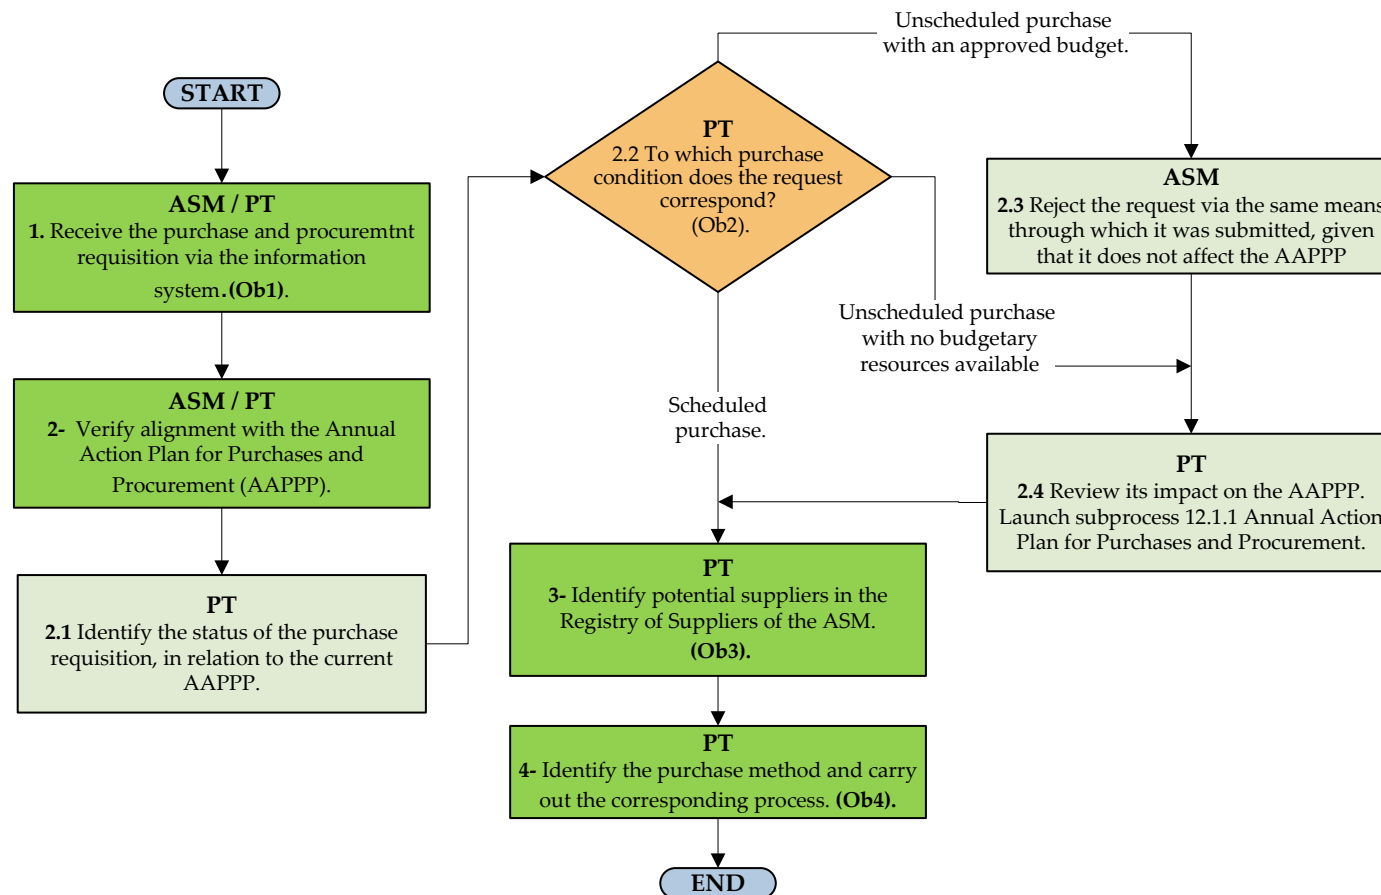 START
ASM / PT
1. Receive the purchase and procuremtnt
requisition via the information
system.(Ob1).
ASM / PT
2- Verify alignment with the Annual
Action Plan for Purchases and
Procurement (AAPPP).
PT
2.1 Identify the status of the purchase
requisition, in relation to the current
AAPPP.
PT
2.2 To which purchase
condition does the request
correspond?
(Ob2).
Unscheduled purchase
with an approved budget.
ASM
2.3 Reject the request via the same means
through which it was submitted, given
that it does not affect the AAPPP
Unscheduled purchase
with no budgetary
resources available
Scheduled
purchase.
PT
2.4 Review its impact on the AAPPP.
Launch subprocess 12.1.1 Annual Action
Plan for Purchases and Procurement.
PT
3- Identify potential suppliers in the
Registry of Suppliers of the ASM.
(Ob3).
PT
4- Identify the purchase method and carry
out the corresponding process. (Ob4).
END